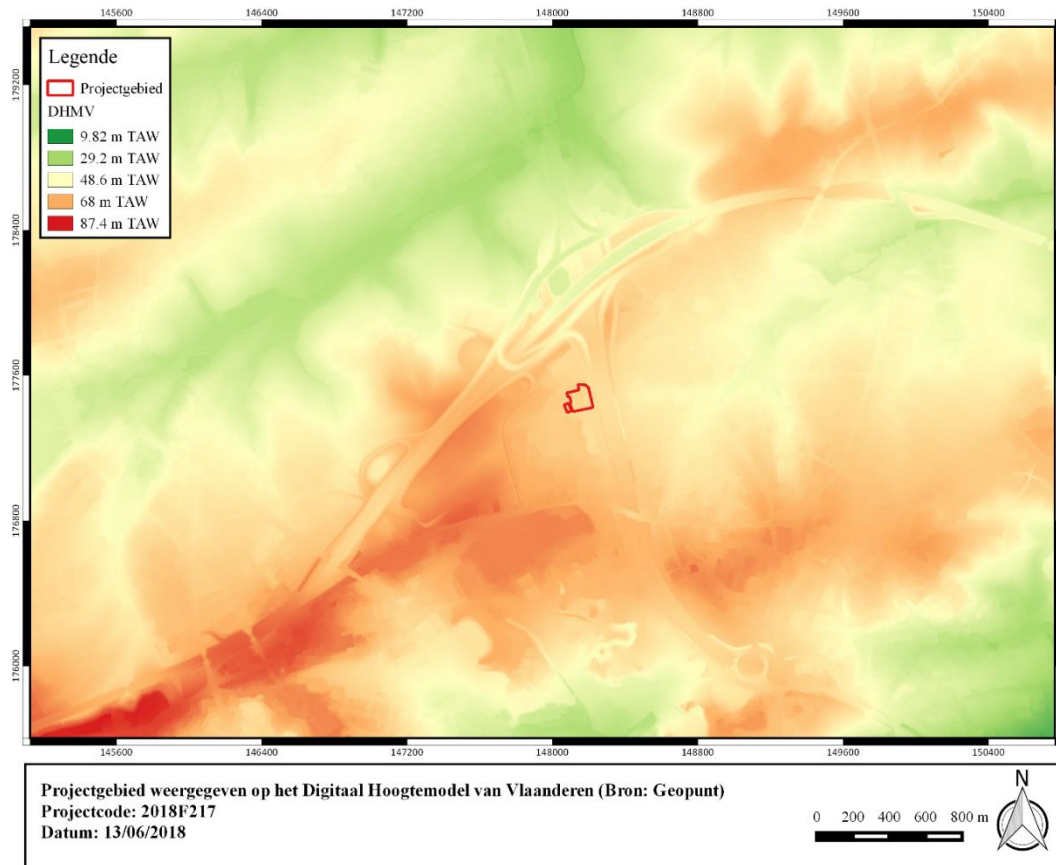 145600 146400 147200 148000 148800 149600 150400
179200
178400
177600
176800
176000
Legende
Projectgebied
DHMV
9.82 m TAW
29.2 m TAW
48.6 m TAW
68 m TAW
87.4 m TAW
145600 146400 147200 148000 148800 149600 150400
Projectgebied weergegeven op het Digitaal Hoogtemodel van Vlaanderen (Bron: Geopunt)
Projectcode: 2018F217
Datum: 13/06/2018
0 200 400 600 800 m
N